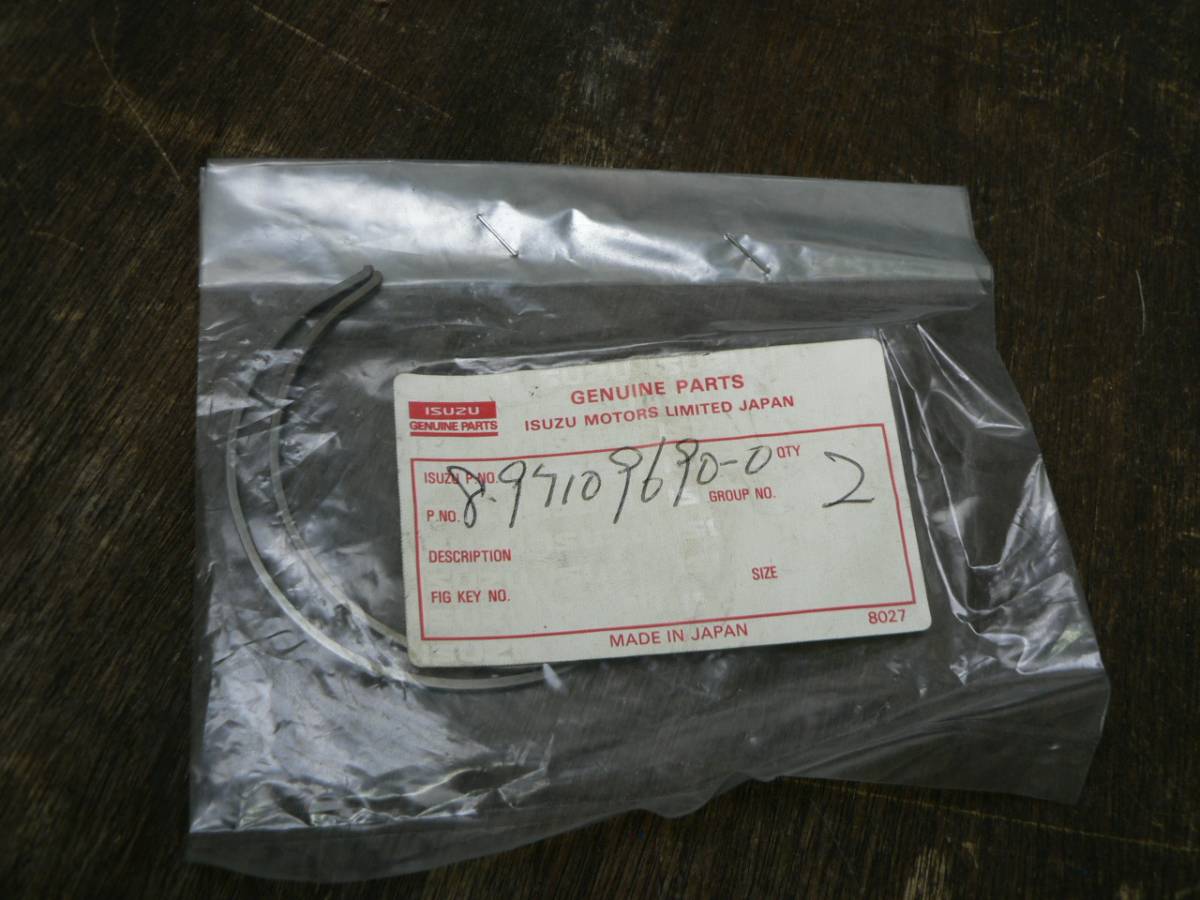 GENUINE PARTS
ISUZU
GENUINE PARTS
ISUZU MOTORS LIMITED JAPAN
ISUZU P.NO. 8-97109690-0 QTY 2
P.NO. GROUP NO.
DESCRIPTION
SIZE
FIG KEY NO.
MADE IN JAPAN
8027